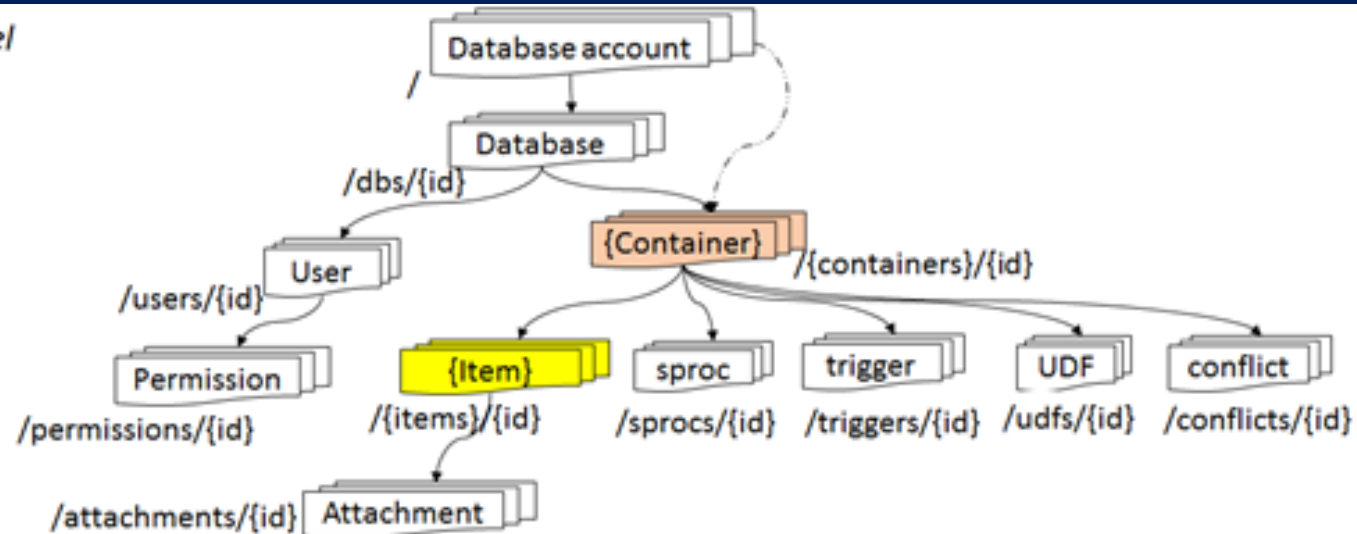 el
Database account
/
Database
/dbs/{id}
{Container}
/{containers}/{id}
User
/users/{id}
Permission
{Item}
sproc
trigger
UDF
conflict
/permissions/{id}
/{items}/{id}
/sprocs/{id}
/triggers/{id}
/udfs/{id}
/conflicts/{id}
/attachments/{id}
Attachment